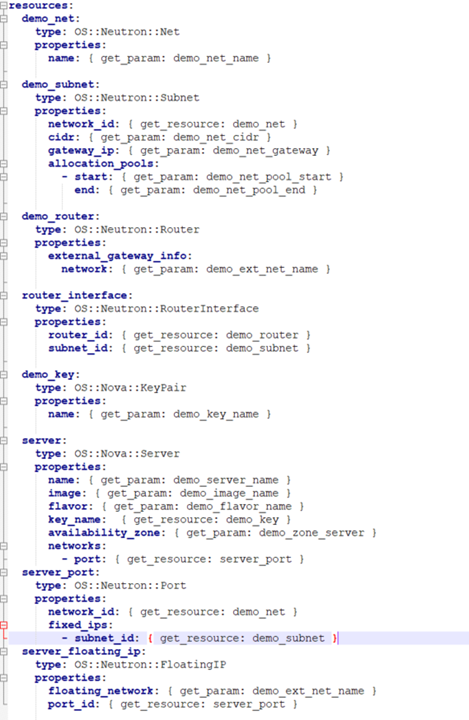 resources:
  demo_net:
    type: OS::Neutron::Net
    properties:
      name: { get_param: demo_net_name }
  demo_subnet:
    type: OS::Neutron::Subnet
    properties:
      network_id: { get_resource: demo_net }
      cidr: { get_param: demo_net_cidr }
      gateway_ip: { get_param: demo_net_gateway }
      allocation_pools:
        - start: { get_param: demo_net_pool_start }
          end: { get_param: demo_net_pool_end }
  demo_router:
    type: OS::Neutron::Router
    properties:
      external_gateway_info:
        network: { get_param: demo_ext_net_name }
  router_interface:
    type: OS::Neutron::RouterInterface
    properties:
      router_id: { get_resource: demo_router }
      subnet_id: { get_resource: demo_subnet }
  demo_key:
    type: OS::Nova::KeyPair
    properties:
      name: { get_param: demo_key_name }
  server:
    type: OS::Nova::Server
    properties:
      name: { get_param: demo_server_name }
      image: { get_param: demo_image_name }
      flavor: { get_param: demo_flavor_name }
      key_name:  { get_resource: demo_key }
      availability_zone: { get_param: demo_zone_server }
      networks:
        - port: { get_resource: server_port }
  server_port:
    type: OS::Neutron::Port
    properties:
      network_id: { get_resource: demo_net }
      fixed_ips:
        - subnet_id: { get_resource: demo_subnet }
  server_floating_ip:
    type: OS::Neutron::FloatingIP
    properties:
      floating_network: { get_param: demo_ext_net_name }
      port_id: { get_resource: server_port }